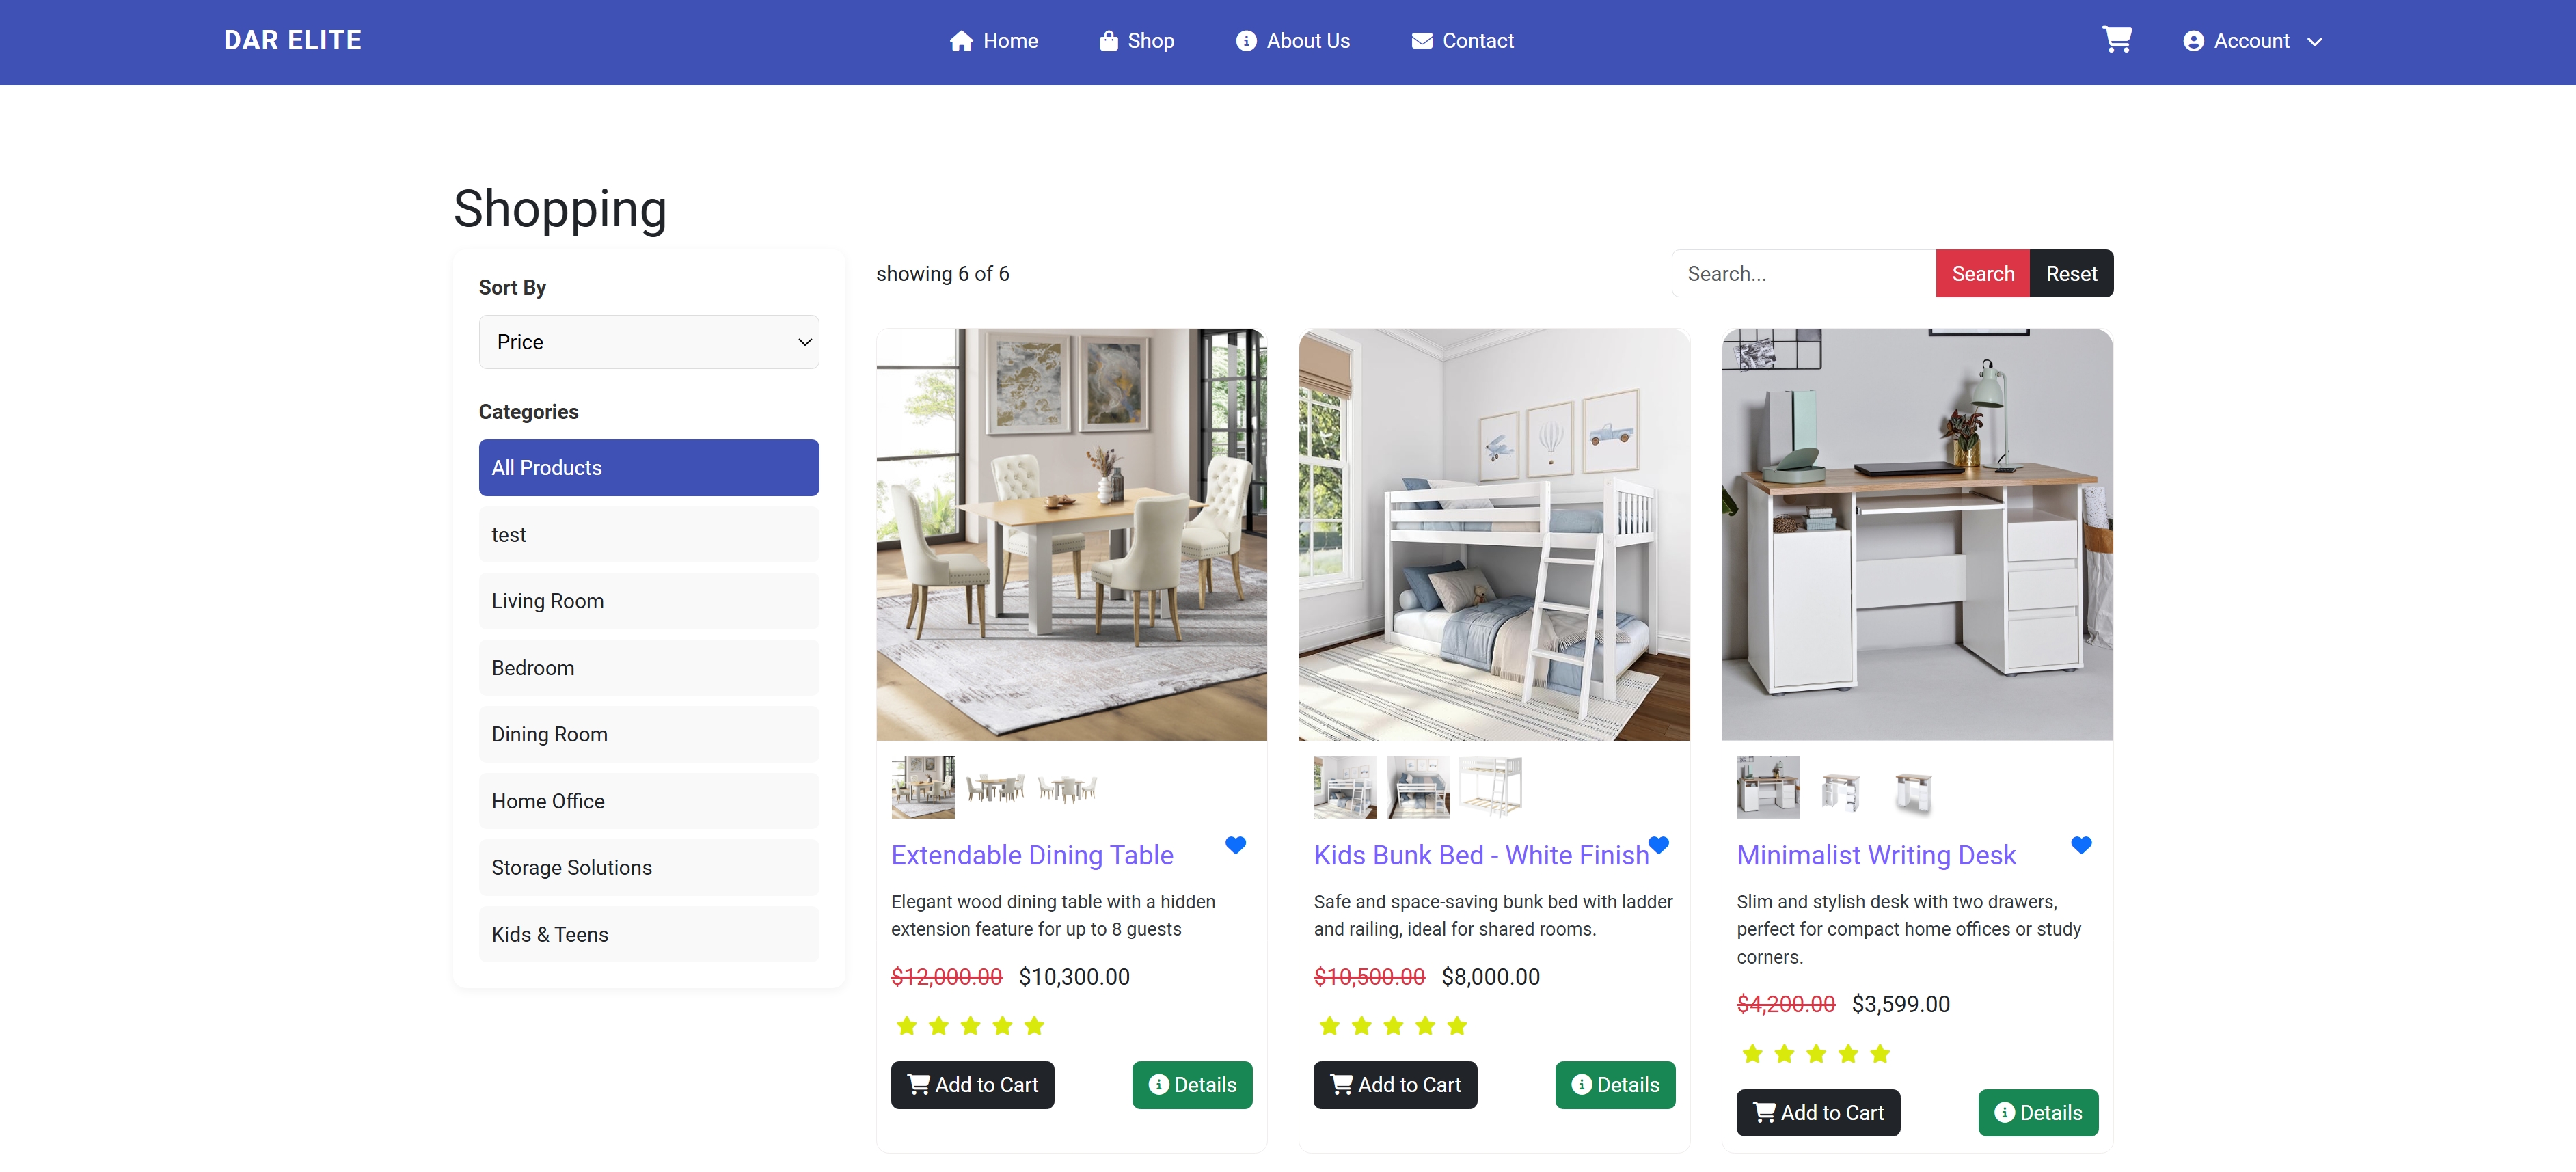 DAR ELITE
Home
Shop
About Us
Contact
Account
Shopping
Sort By
Price
Categories
All Products
test
Living Room
Bedroom
Dining Room
Home Office
Storage Solutions
Kids & Teens
showing 6 of 6
Search...
Search
Reset
Extendable Dining Table
Elegant wood dining table with a hidden
extension feature for up to 8 guests
$12,000.00 $10,300.00
Add to Cart
Details
Kids Bunk Bed - White Finish
Safe and space-saving bunk bed with ladder
and railing, ideal for shared rooms.
$10,500.00 $8,000.00
Add to Cart
Details
Minimalist Writing Desk
Slim and stylish desk with two drawers,
perfect for compact home offices or study
corners.
$4,200.00 $3,599.00
Add to Cart
Details